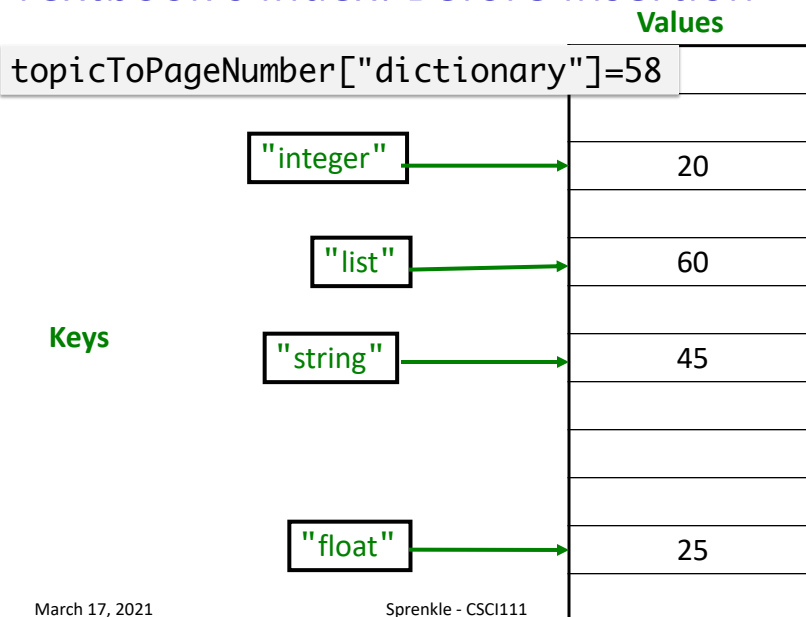 Values
topicToPageNumber["dictionary"]=58
"integer" 20
"list" 60
Keys
"string" 45
"float" 25
March 17, 2021 Sprenkle - CSCI111